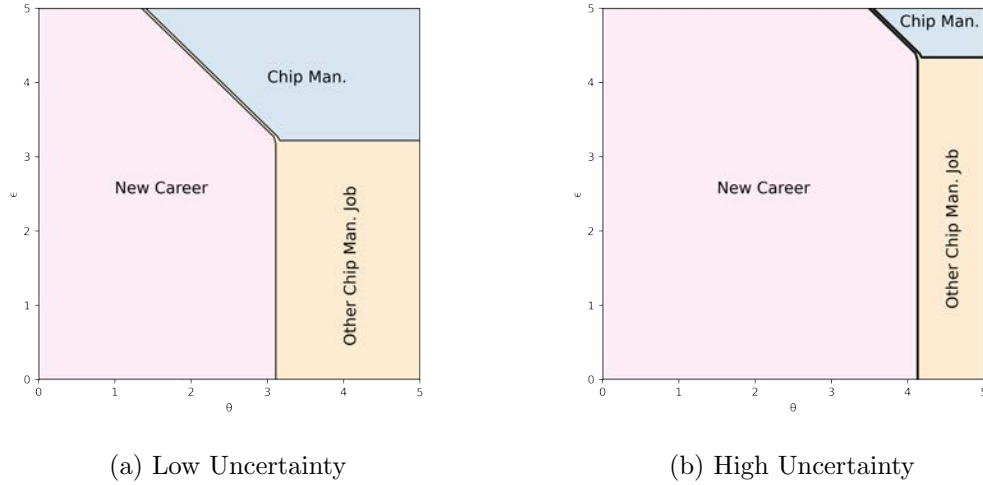 5
4
3
2
1
0
ϵ
Chip Man.
New Career
Other Chip Man. Job
0 1 2 3 4 5
θ
(a) Low Uncertainty
5
4
3
2
1
0
ϵ
Chip Man.
New Career
Other Chip Man. Job
0 1 2 3 4 5
θ
(b) High Uncertainty